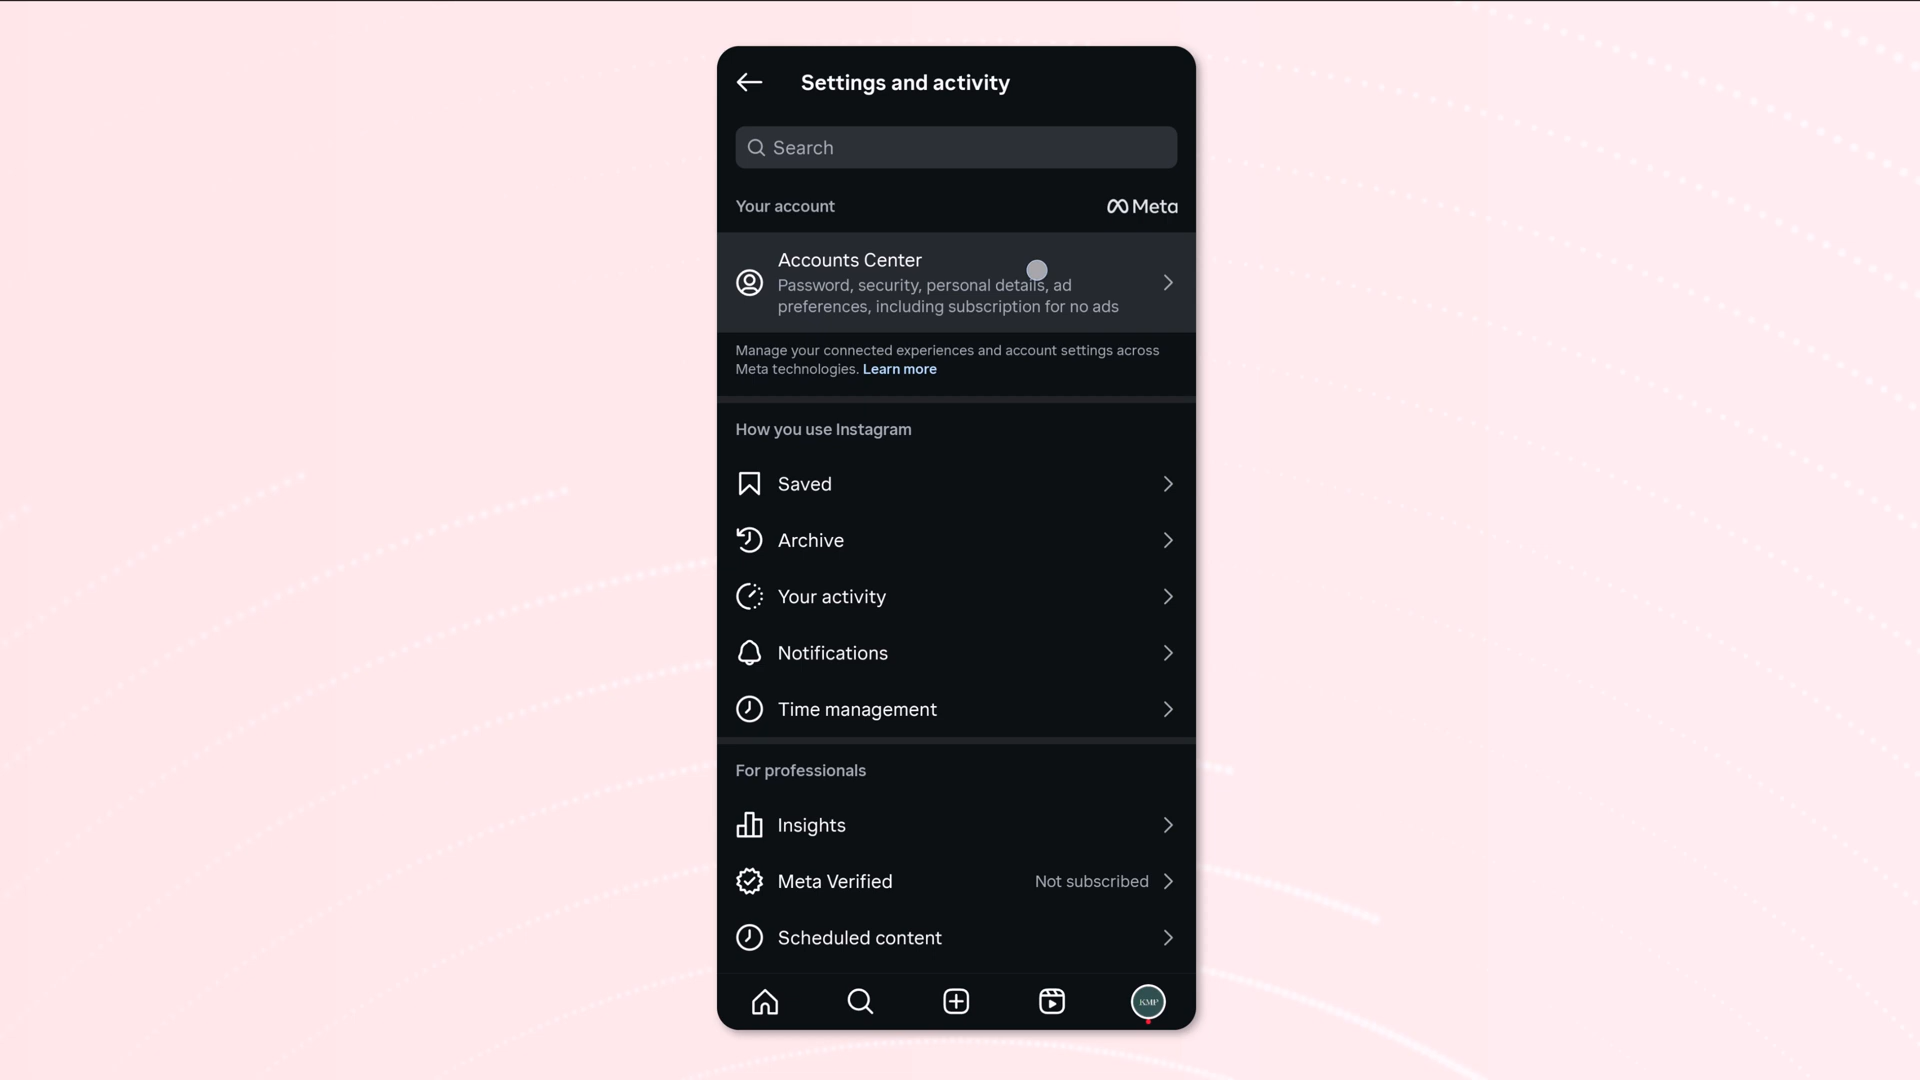 Settings and activity
Search
Your account
Meta
Accounts Center
Password, security, personal details, ad
preferences, including subscription for no ads
Manage your connected experiences and account settings across
Meta technologies. Learn more
How you use Instagram
Saved
Archive
Your activity
Notifications
Time management
For professionals
Insights
Meta Verified Not subscribed
Scheduled content
KMP